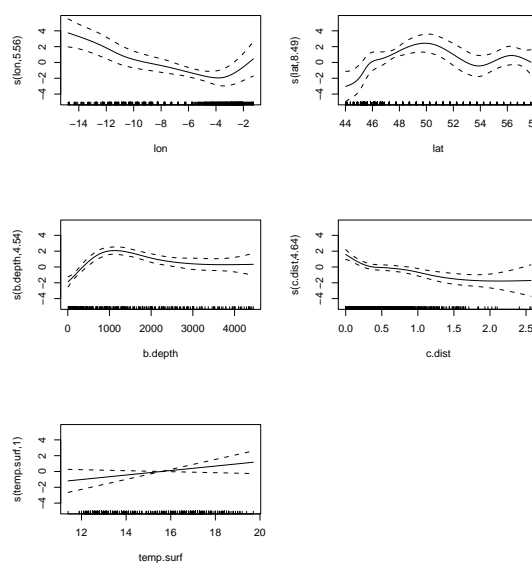 s(lon,5.56)
4
2
0
−2
−4
−14 −12 −10 −8 −6 −4 −2
lon
s(lat,8.49)
4
2
0
−2
−4
44 46 48 50 52 54 56
lat
s(b.depth,4.54)
4
2
0
−2
−4
0 1000 2000 3000 4000
b.depth
s(c.dist,4.64)
4
2
0
−2
−4
0.0 0.5 1.0 1.5 2.0 2.5
c.dist
s(temp.surf,1)
4
2
0
−2
−4
12 14 16 18 20
temp.surf